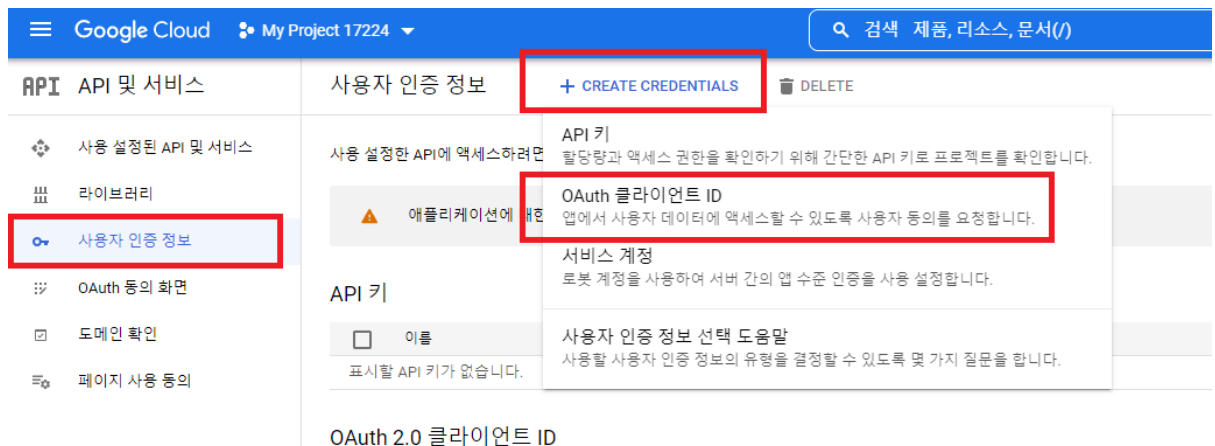 Google Cloud My Project 17224 검색 제품, 리소스, 문서(/)
API API 및 서비스
사용 설정된 API 및 서비스
라이브러리
사용자 인증 정보
OAuth 동의 화면
도메인 확인
페이지 사용 동의
사용자 인증 정보 + CREATE CREDENTIALS DELETE
사용 설정한 API에 액세스하려면
애플리케이션에
API 키
할당량과 액세스 권한을 확인하기 위해 간단한 API 키로 프로젝트를 확인합니다.
OAuth 클라이언트 ID
앱에서 사용자 데이터에 액세스할 수 있도록 사용자 동의를 요청합니다.
서비스 계정
로봇 계정을 사용하여 서버 간의 앱 수준 인증을 사용 설정합니다.
사용자 인증 정보 선택 도움말
사용할 사용자 인증 정보의 유형을 결정할 수 있도록 몇 가지 질문을 합니다.
API 키
이름
표시할 API 키가 없습니다.
OAuth 2.0 클라이언트 ID